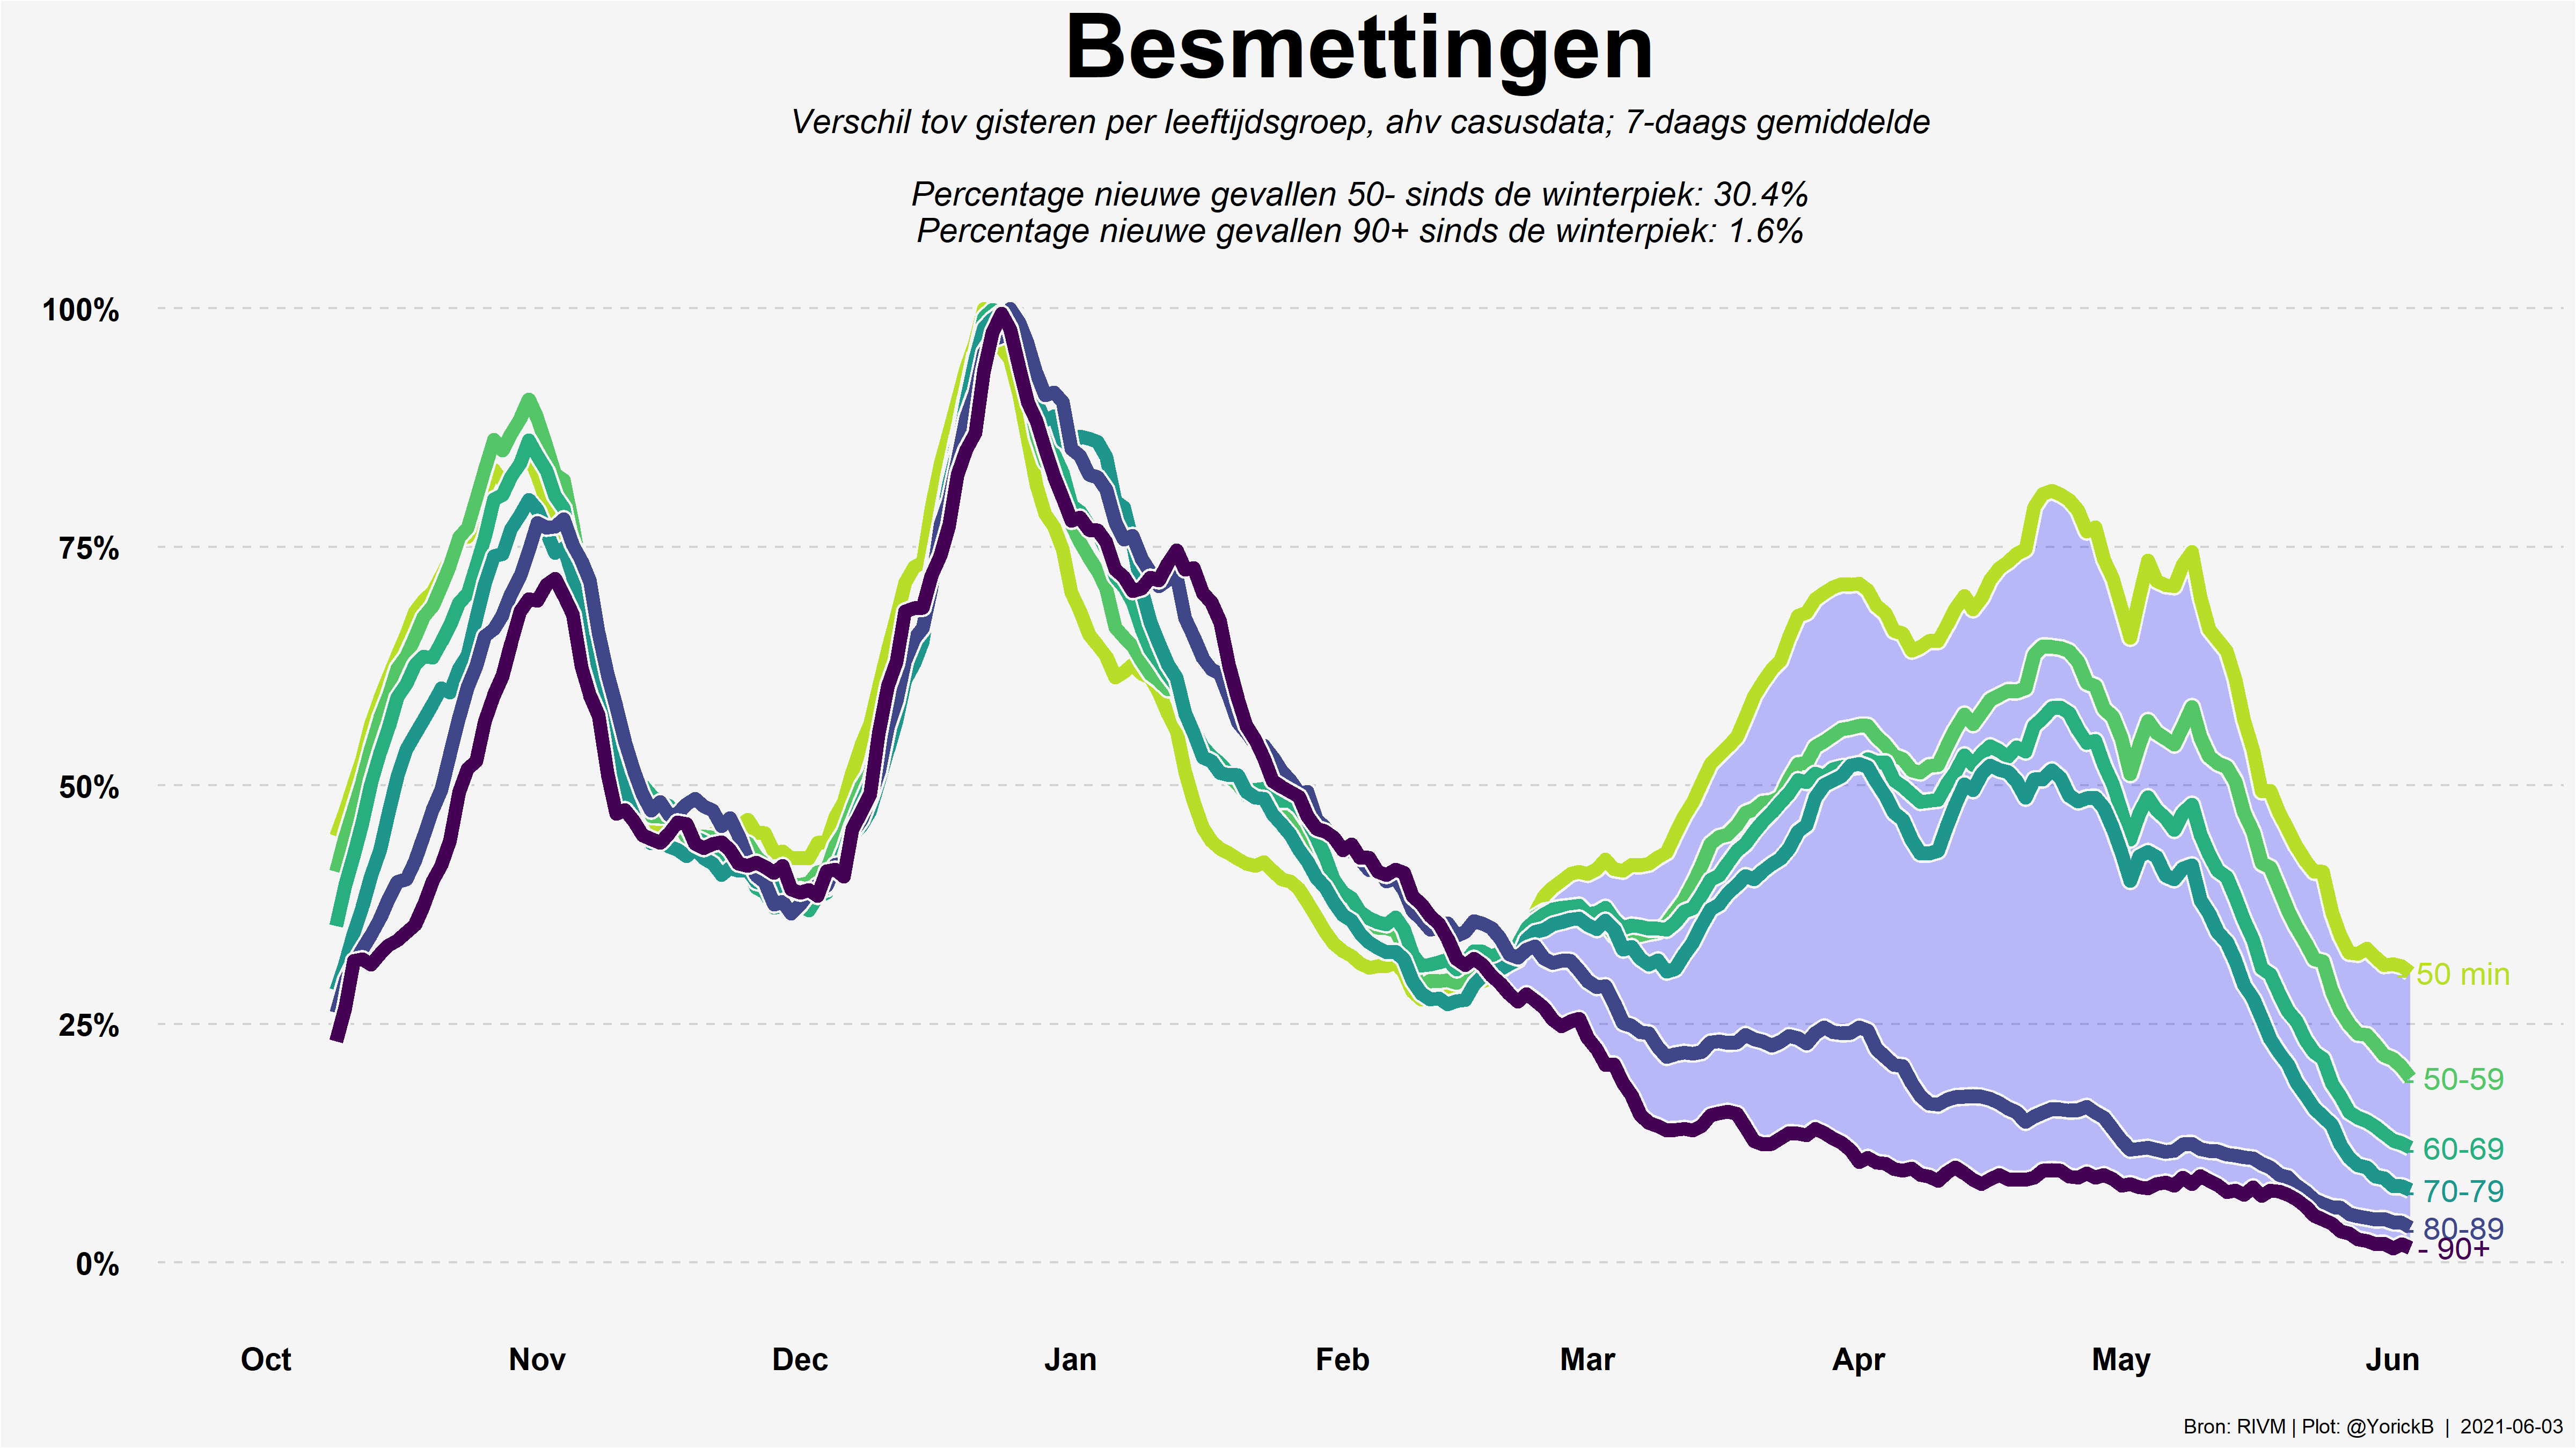 Besmettingen
Verschil tov gisteren per leeftijdsgroep, ahv casusdata; 7-daags gemiddelde
Percentage nieuwe gevallen 50- sinds de winterpiek: 30.4%
Percentage nieuwe gevallen 90+ sinds de winterpiek: 1.6%
100%
75%
50%
25%
0%
50 min
50-59
60-69
70-79
80-89
- 90+
Oct Nov Dec Jan Feb Mar Apr May Jun
Bron: RIVM | Plot: @YorickB | 2021-06-03